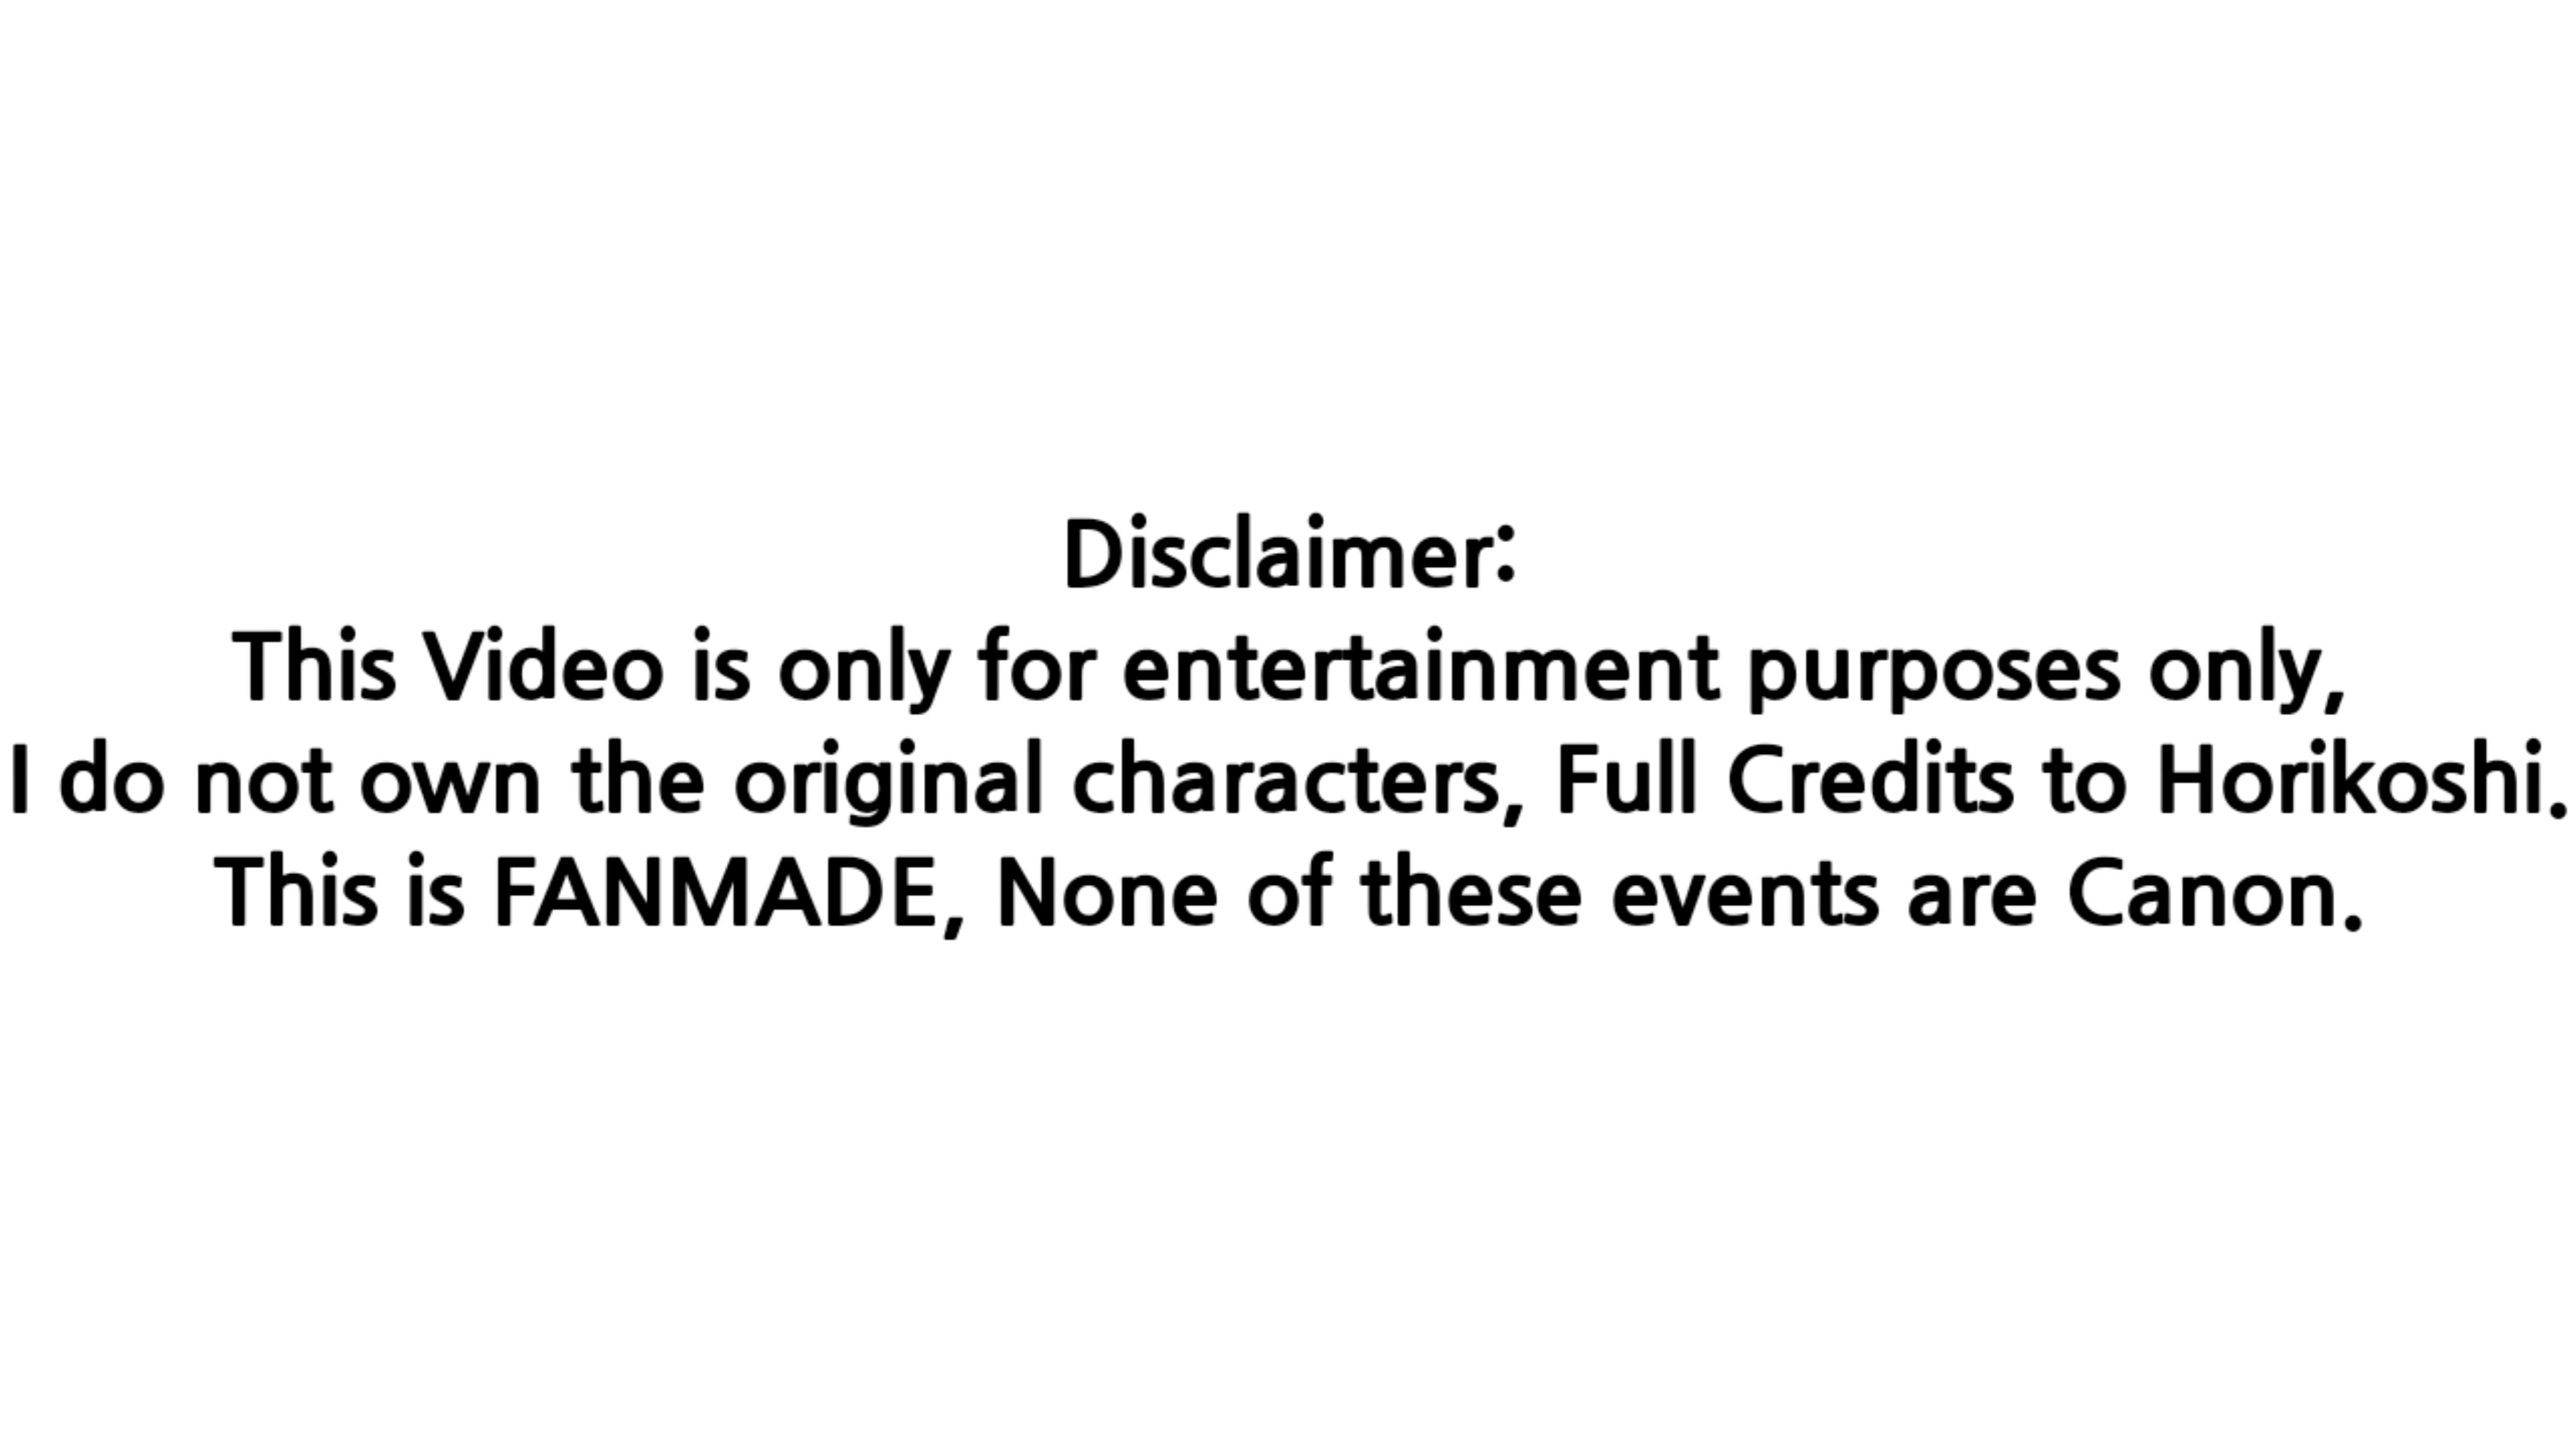 Disclaimer:
This Video is only for entertainment purposes only,
I do not own the original characters, Full Credits to Horikoshi.
This is FANMADE, None of these events are Canon.